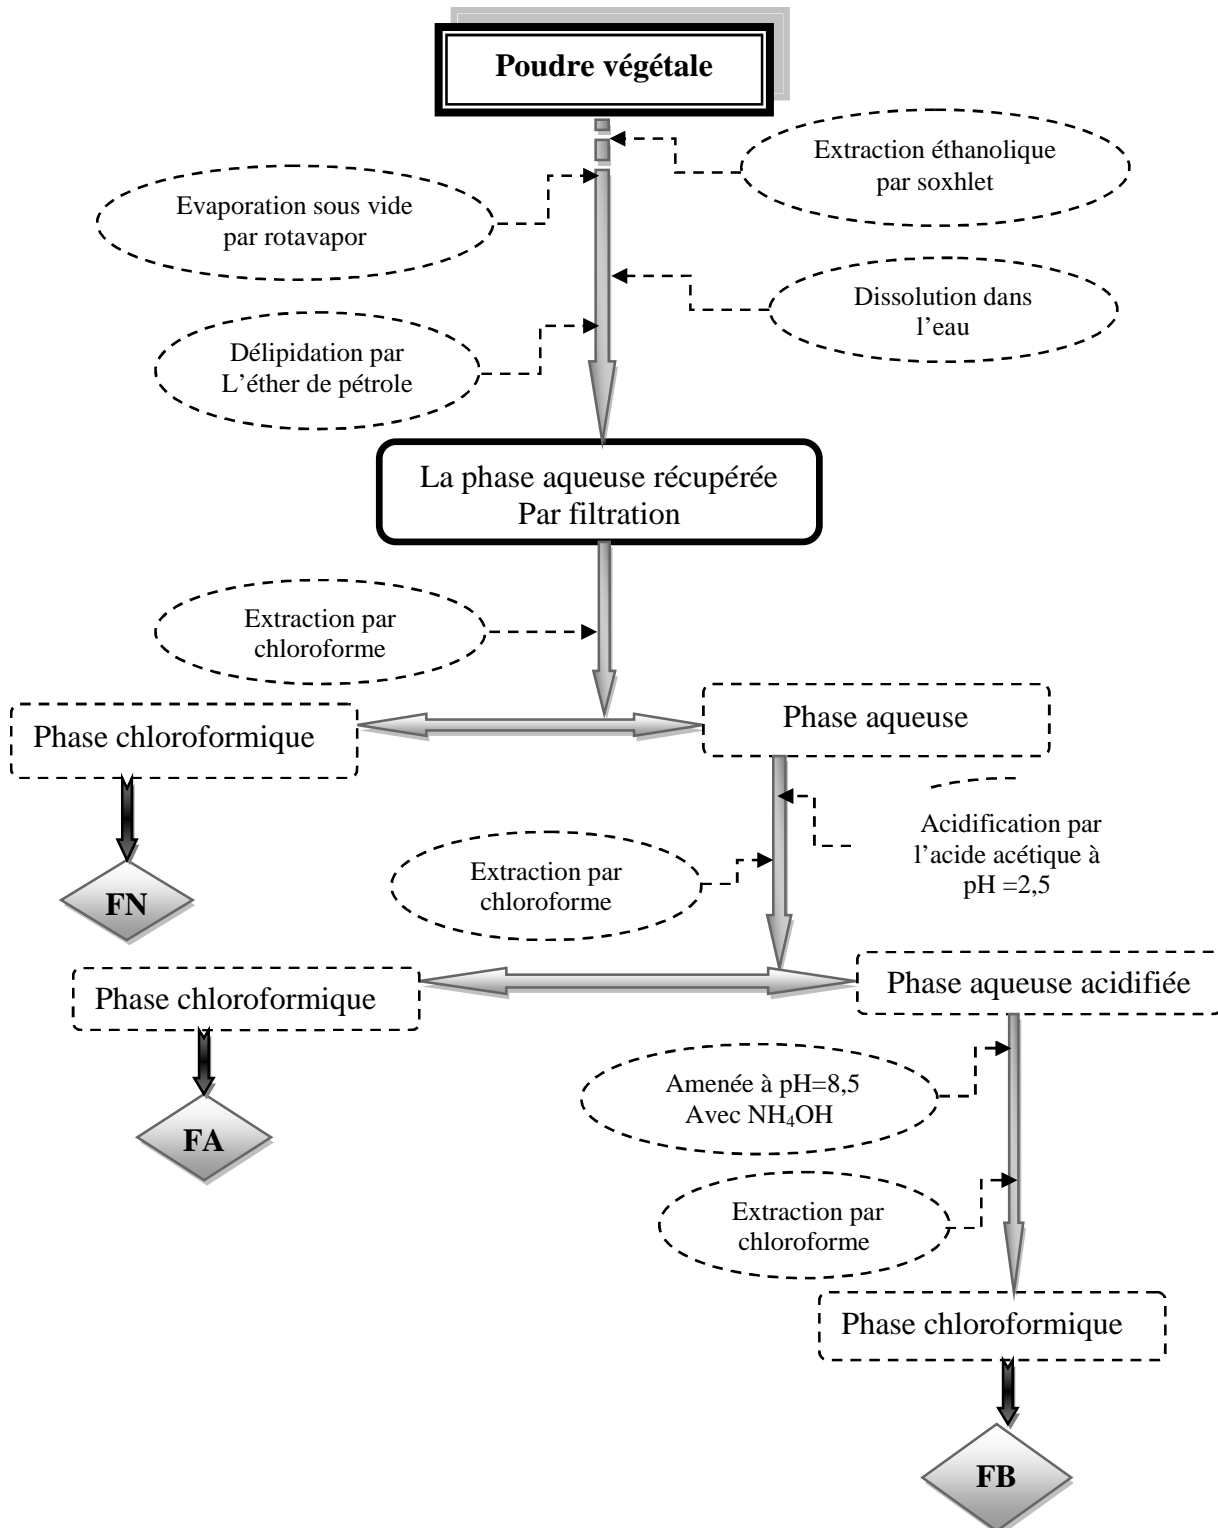 Poudre végétale
Extraction éthanolique
par soxhlet
Evaporation sous vide
par rotavapor
Dissolution dans
l’eau
Délipidation par
L’éther de pétrole
La phase aqueuse récupérée
Par filtration
Extraction par
chloroforme
Phase chloroformique
Phase aqueuse
Acidification par
l’acide acétique à
pH =2,5
Extraction par
chloroforme
FN
Phase chloroformique
Phase aqueuse acidifiée
Amenée à pH=8,5
Avec NH₄OH
FA
Extraction par
chloroforme
Phase chloroformique
FB